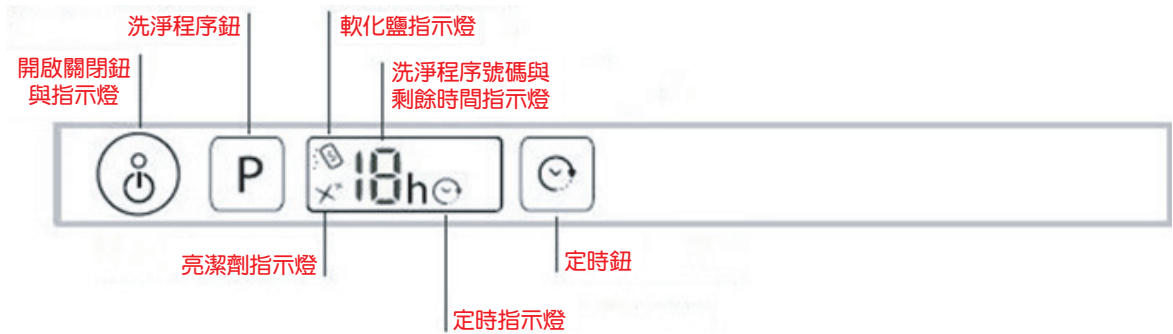 洗淨程序鈕
軟化鹽指示燈
開啟關閉鈕
與指示燈
洗淨程序號碼與
剩餘時間指示燈
P
18h
亮潔劑指示燈
定時鈕
定時指示燈